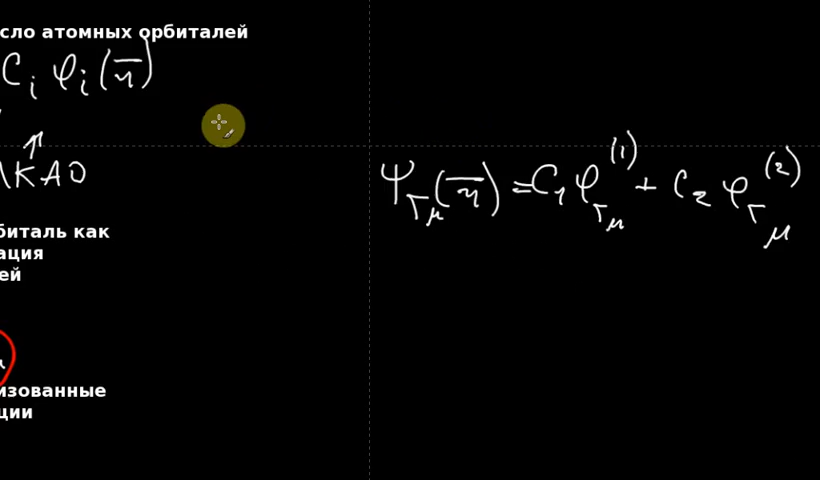 сло атомных орбиталей
C_i φ_i(r̄)
ЛКАО
ψ_Γμ(r̄) = C_1 φ_Γμ^(1) + C_2 φ_Γμ^(2)
биталь как
ация
ей
изованные
ции